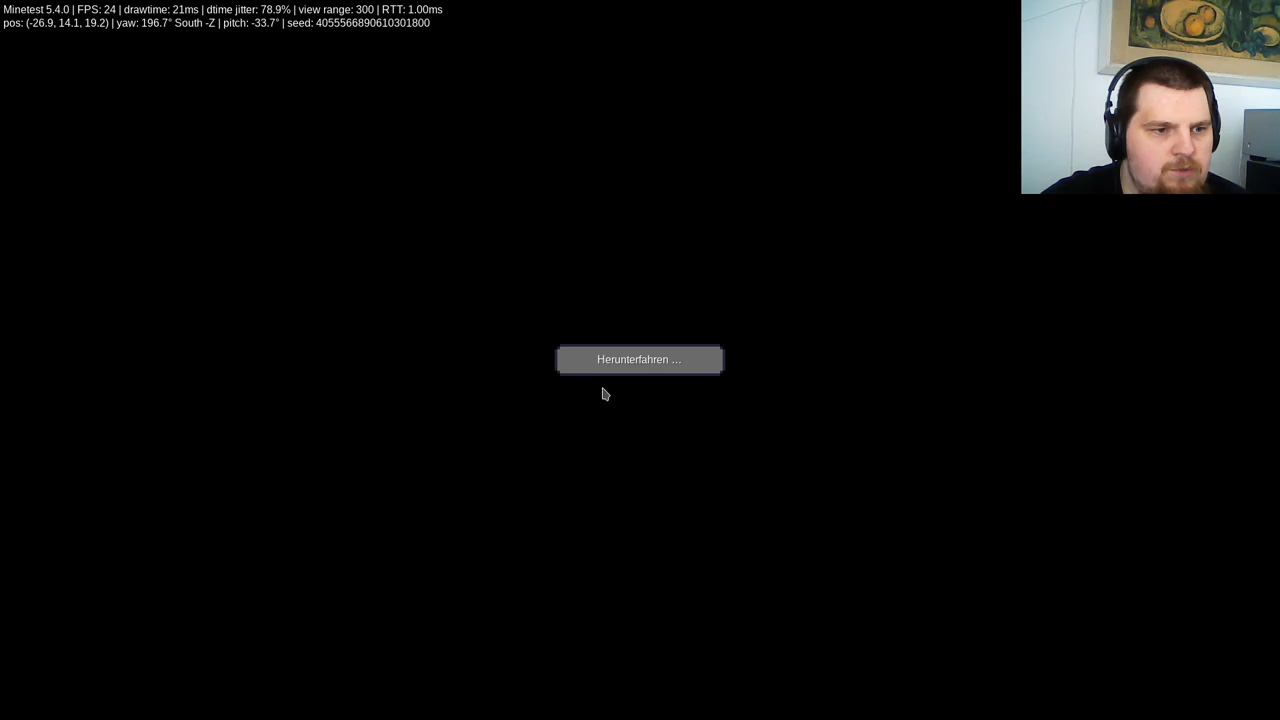 Minetest 5.4.0 | FPS: 24 | drawtime: 21ms | dtime jitter: 78.9% | view range: 300 | RTT: 1.00ms
pos: (-26.9, 14.1, 19.2) | yaw: 196.7° South -Z | pitch: -33.7° | seed: 4055566890610301800
Herunterfahren …